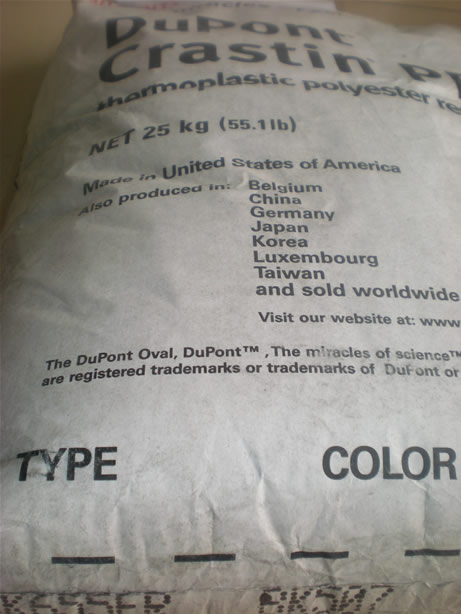 DuPont
Crastin
thermoplastic polyester re
NET 25 kg (55.1lb)
Made in United States of America
Also produced in: Belgium
China
Germany
Japan
Korea
Luxembourg
Taiwan
and sold worldwide
Visit our website at: www
The DuPont Oval, DuPont™ ,The miracles of science™
are registered trademarks or trademarks of DuPont or
TYPE COLOR